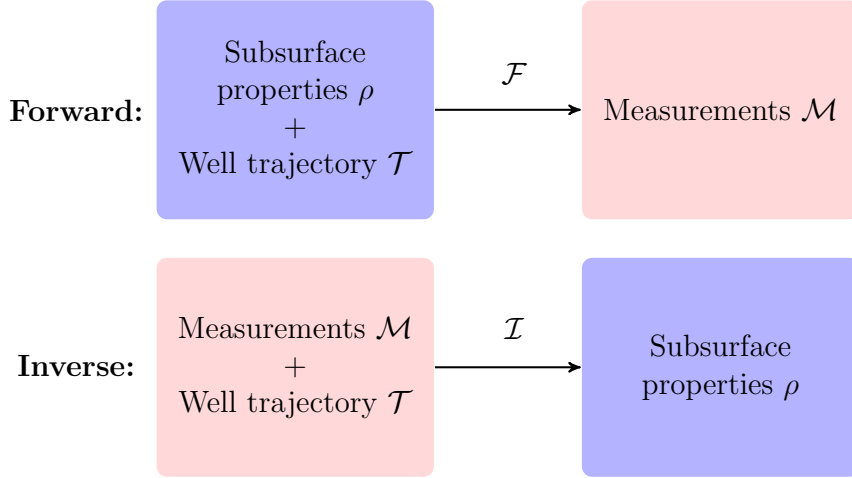 Forward:
Subsurface
properties ρ
+
Well trajectory 𝒯
ℱ
Measurements ℳ
Inverse:
Measurements ℳ
+
Well trajectory 𝒯
ℐ
Subsurface
properties ρ